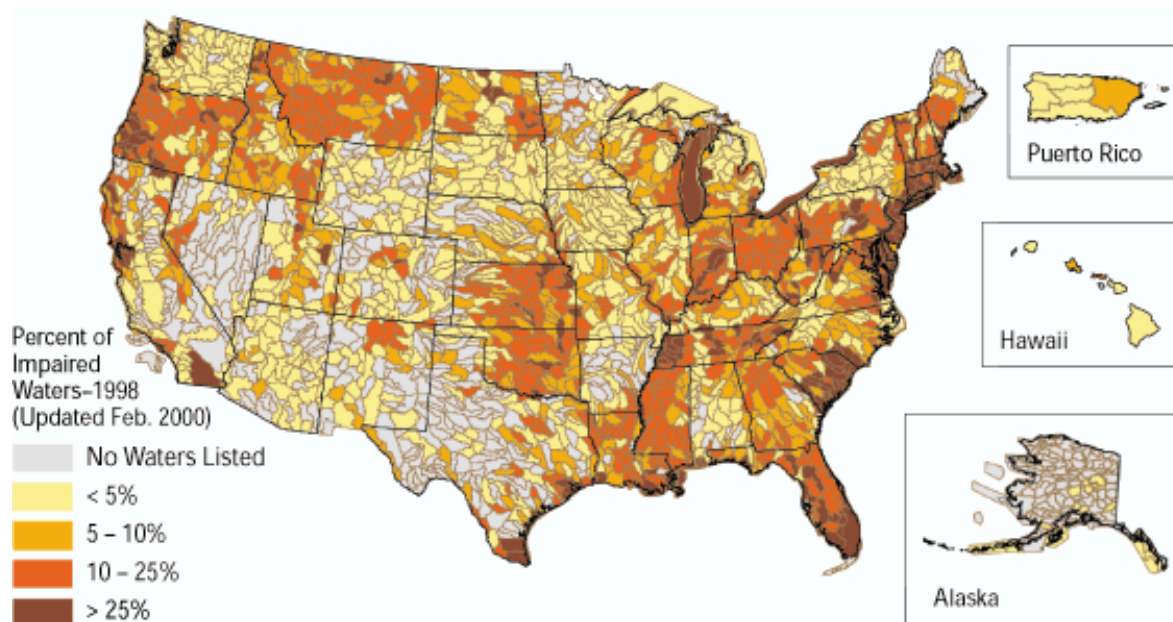 Puerto Rico
Hawaii
Percent of
Impaired
Waters–1998
(Updated Feb. 2000)
No Waters Listed
< 5%
5 – 10%
10 – 25%
> 25%
Alaska